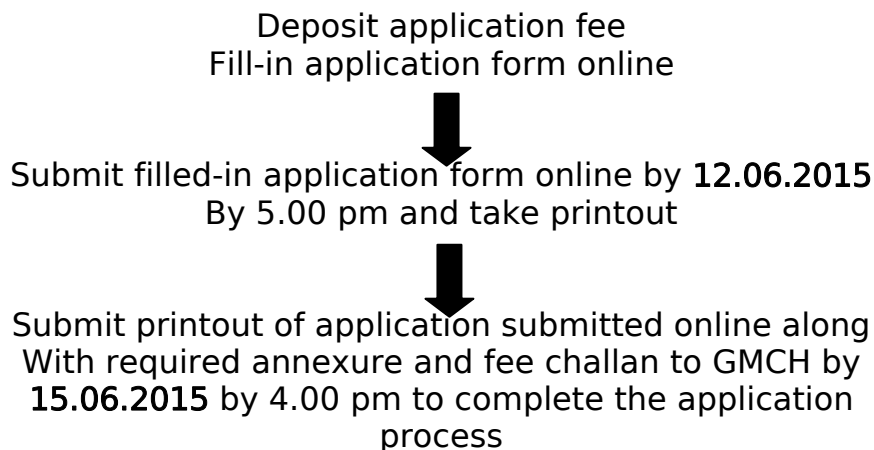 Deposit application fee
Fill-in application form online
Submit filled-in application form online by 12.06.2015
By 5.00 pm and take printout
Submit printout of application submitted online along
With required annexure and fee challan to GMCH by
15.06.2015 by 4.00 pm to complete the application
process